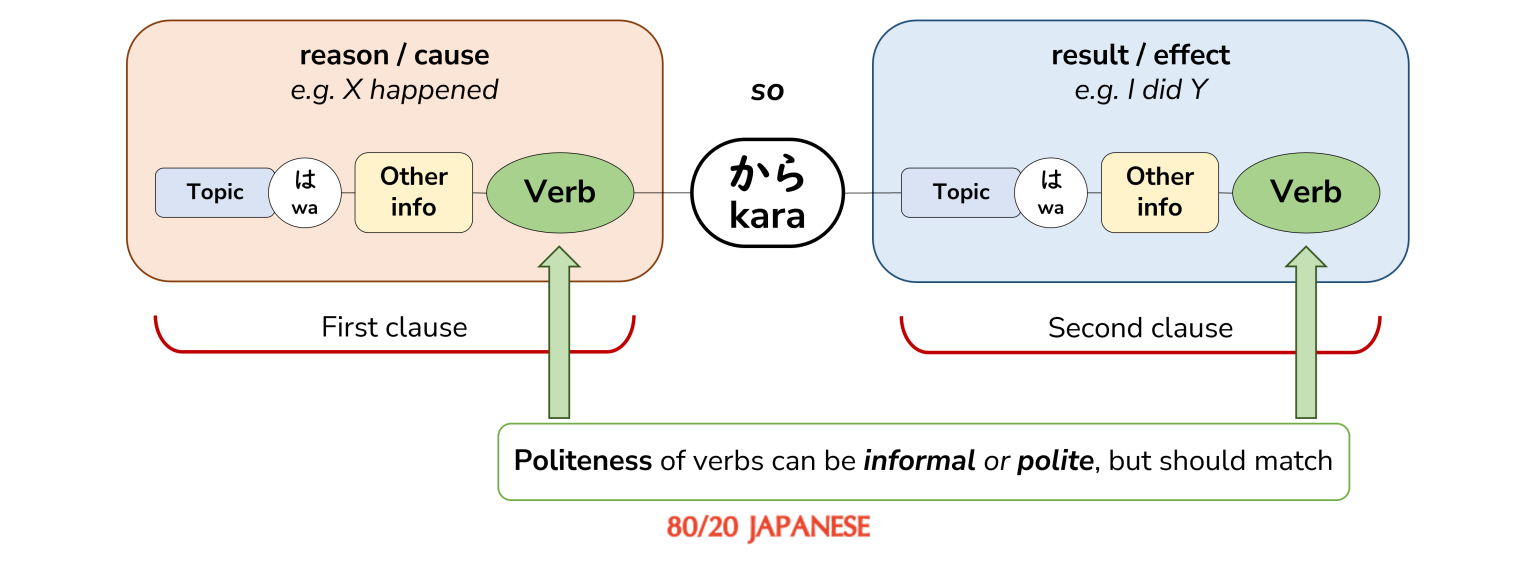 reason / cause
e.g. X happened
Topic
は
wa
Other
info
Verb
First clause
so
から
kara
result / effect
e.g. I did Y
Topic
は
wa
Other
info
Verb
Second clause
Politeness of verbs can be informal or polite, but should match
80/20 JAPANESE